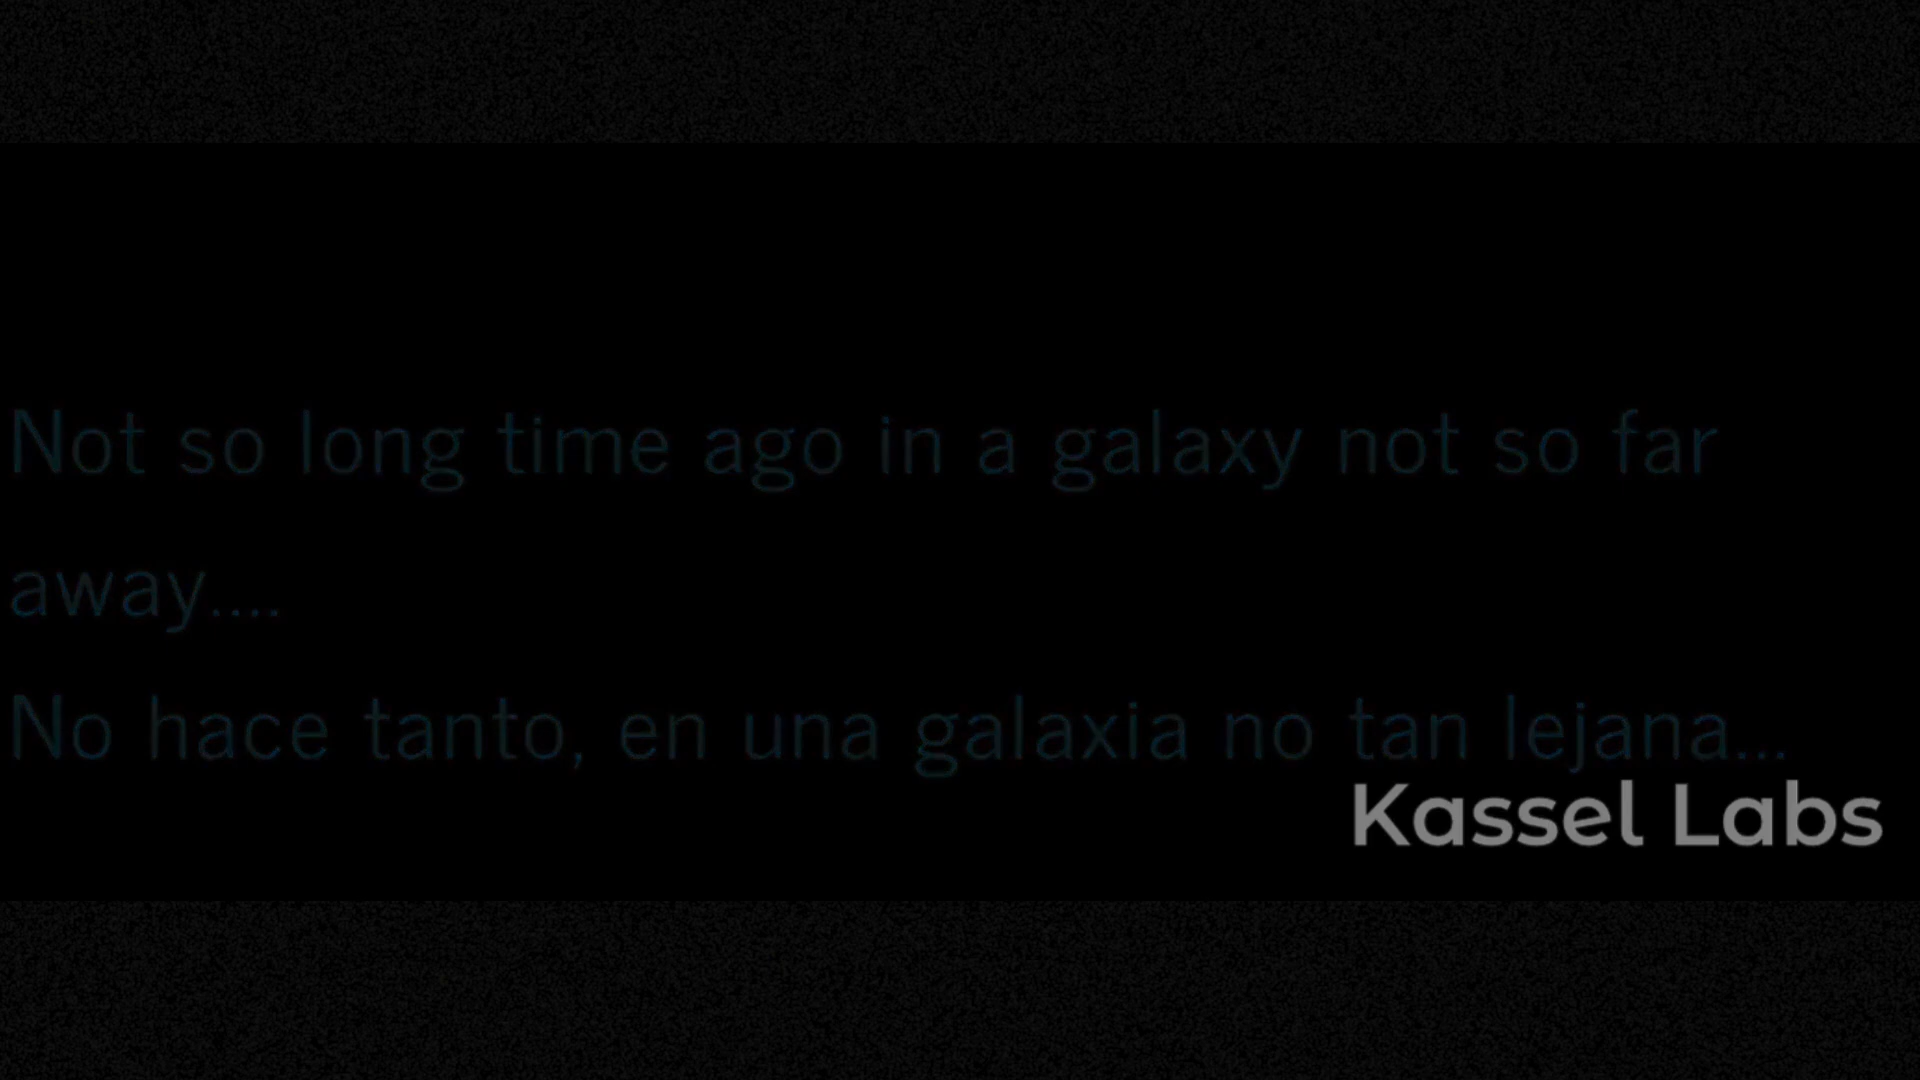 Not so long time ago in a galaxy not so far
away....
No hace tanto, en una galaxia no tan lejana...
Kassel Labs